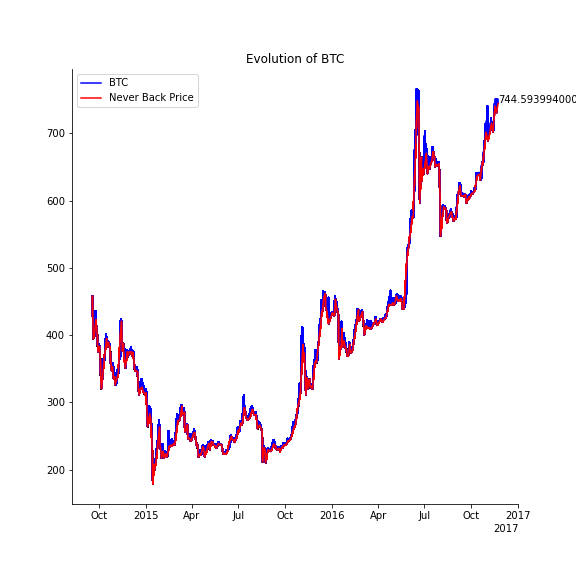 Evolution of BTC
BTC
Never Back Price
744.593994000
700
600
500
400
300
200
Oct
2015
Apr
Jul
Oct
2016
Apr
Jul
Oct
2017
2017